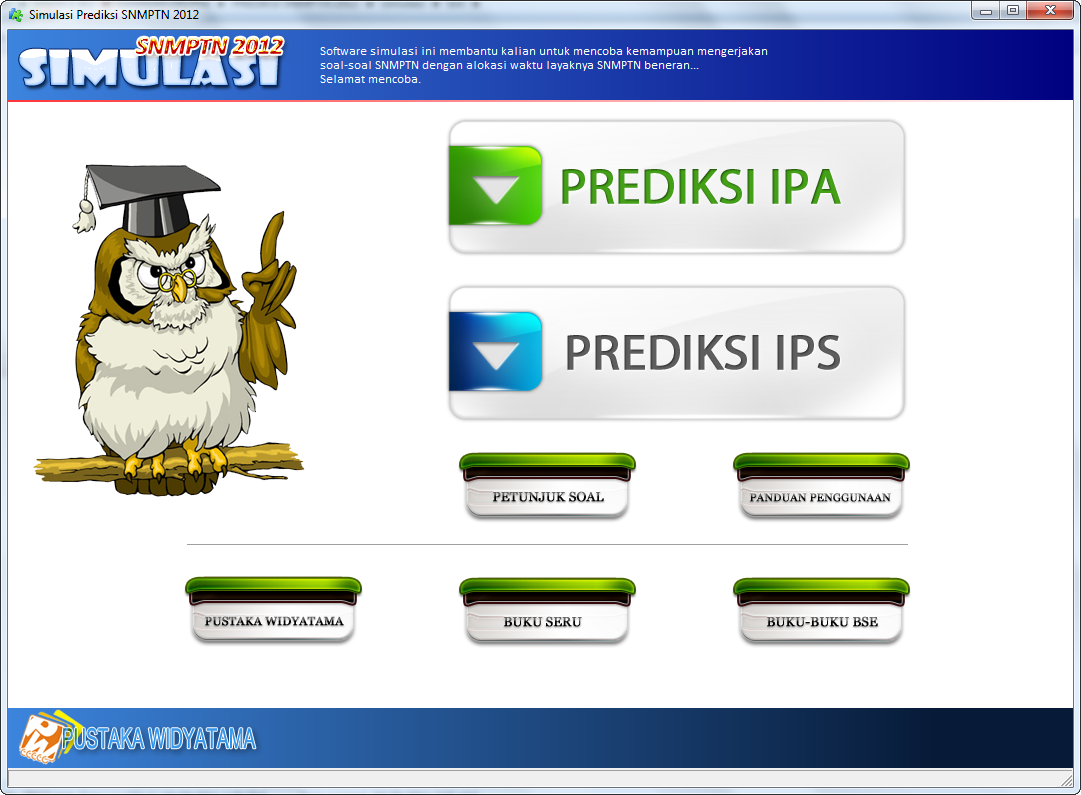 Simulasi Prediksi SNMPTN 2012
SNMPTN 2012
SIMULASI
Software simulasi ini membantu kalian untuk mencoba kemampuan mengerjakan
soal-soal SNMPTN dengan alokasi waktu layaknya SNMPTN beneran...
Selamat mencoba.
PREDIKSI IPA
PREDIKSI IPS
PETUNJUK SOAL
PANDUAN PENGGUNAAN
PUSTAKA WIDYATAMA
BUKU SERU
BUKU-BUKU BSE
PUSTAKA WIDYATAMA